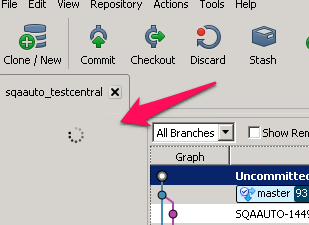 File Edit View Repository Actions Tools Help
Clone / New Commit Checkout Discard Stash
sqaauto_testcentral
All Branches Show Rem
Graph
Uncommitted
master 93
SQAAUTO-1449